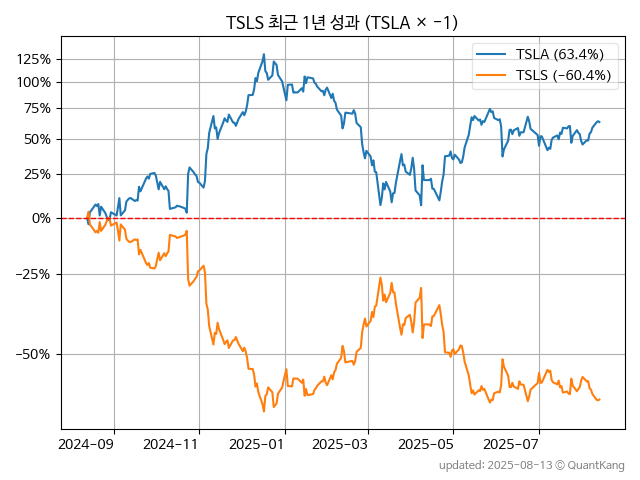 TSLS 최근 1년 성과 (TSLA × −1)
TSLA (63.4%)
TSLS (−60.4%)
125%
100%
75%
50%
25%
0%
−25%
−50%
2024-09 2024-11 2025-01 2025-03 2025-05 2025-07
updated: 2025-08-13 © QuantKang